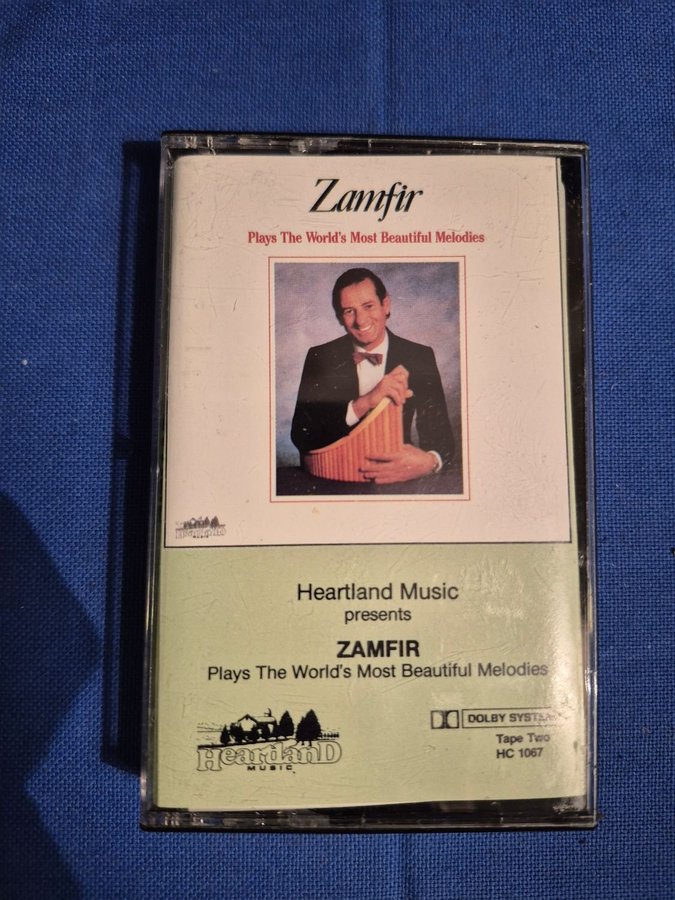 Zamfir
Plays The World's Most Beautiful Melodies
Heartland
Heartland Music
presents
ZAMFIR
Plays The World's Most Beautiful Melodies
HeartlanD
MUSIC
DOLBY SYSTEM
Tape Two
HC 1067